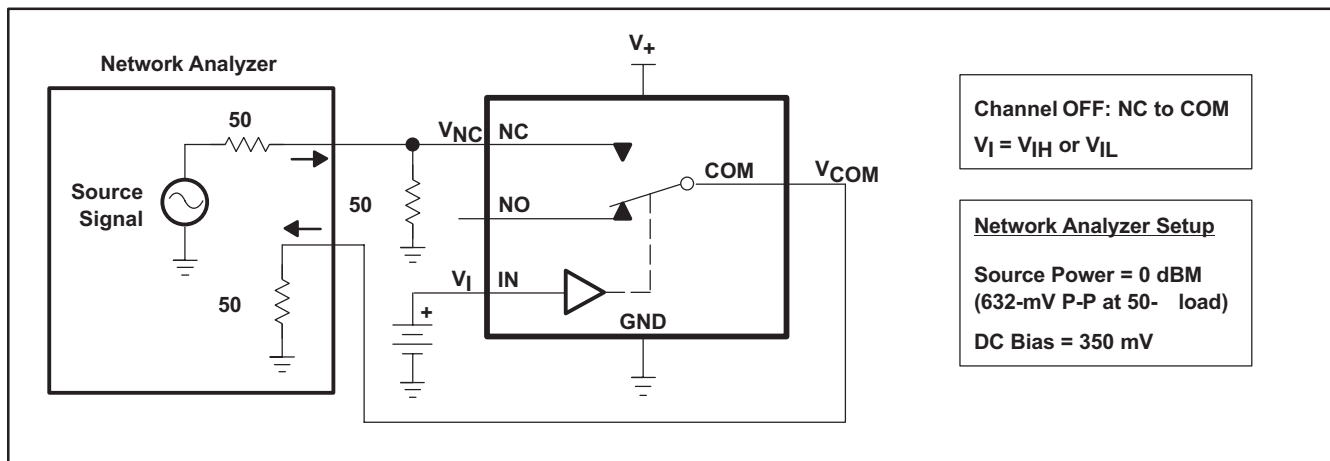 Network Analyzer
50
Source
Signal
50
50
V+
VNC
NC
NO
COM
VCOM
VI
IN
+
GND
Channel OFF: NC to COM
VI = VIH or VIL
Network Analyzer Setup
Source Power = 0 dBM
(632-mV P-P at 50- load)
DC Bias = 350 mV